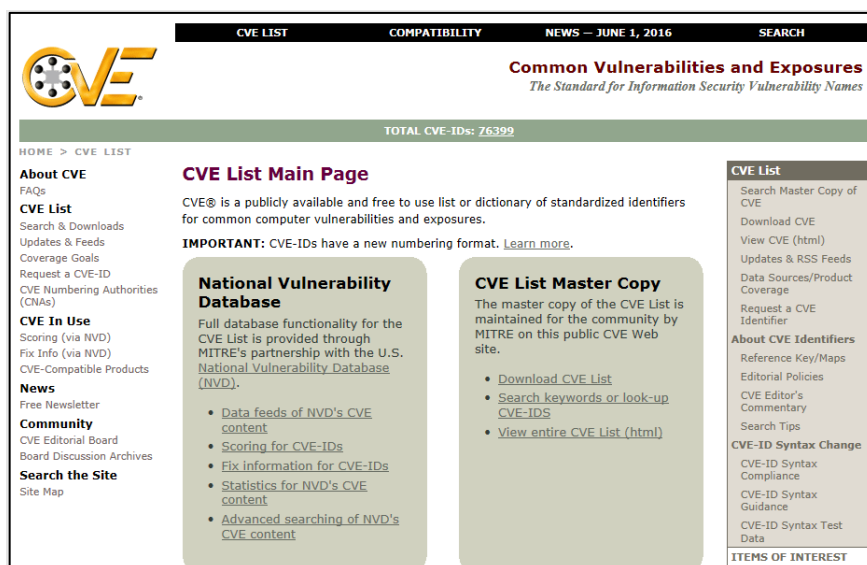 CVE LIST COMPATIBILITY NEWS — JUNE 1, 2016 SEARCH
CVE.
Common Vulnerabilities and Exposures
The Standard for Information Security Vulnerability Names
TOTAL CVE-IDs: 76399
HOME > CVE LIST
About CVE
FAQs
CVE List
Search & Downloads
Updates & Feeds
Coverage Goals
Request a CVE-ID
CVE Numbering Authorities
(CNAs)
CVE In Use
Scoring (via NVD)
Fix Info (via NVD)
CVE-Compatible Products
News
Free Newsletter
Community
CVE Editorial Board
Board Discussion Archives
Search the Site
Site Map
CVE List Main Page
CVE® is a publicly available and free to use list or dictionary of standardized identifiers
for common computer vulnerabilities and exposures.
IMPORTANT: CVE-IDs have a new numbering format. Learn more.
National Vulnerability
Database
Full database functionality for the
CVE List is provided through
MITRE's partnership with the U.S.
National Vulnerability Database
(NVD).
• Data feeds of NVD's CVE
content
• Scoring for CVE-IDs
• Fix information for CVE-IDs
• Statistics for NVD's CVE
content
• Advanced searching of NVD's
CVE content
CVE List Master Copy
The master copy of the CVE List is
maintained for the community by
MITRE on this public CVE Web
site.
• Download CVE List
• Search keywords or look-up
CVE-IDS
• View entire CVE List (html)
CVE List
Search Master Copy of
CVE
Download CVE
View CVE (html)
Updates & RSS Feeds
Data Sources/Product
Coverage
Request a CVE
Identifier
About CVE Identifiers
Reference Key/Maps
Editorial Policies
CVE Editor's
Commentary
Search Tips
CVE-ID Syntax Change
CVE-ID Syntax
Compliance
CVE-ID Syntax
Guidance
CVE-ID Syntax Test
Data
ITEMS OF INTEREST